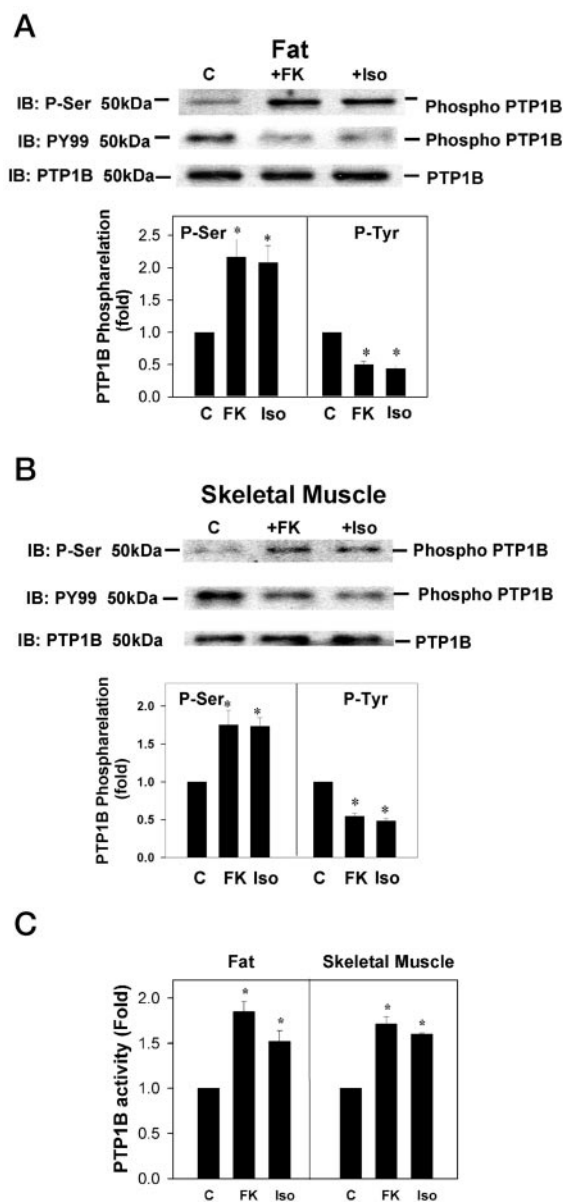 A
Fat
C +FK +Iso
IB: P-Ser 50kDa Phospho PTP1B
IB: PY99 50kDa Phospho PTP1B
IB: PTP1B 50kDa PTP1B
P-Ser P-Tyr
PTP1B Phospharelation
(fold)
2.5
2.0
1.5
1.0
0.5
0.0
* * * *
C FK Iso C FK Iso
B
Skeletal Muscle
C +FK +Iso
IB: P-Ser 50kDa Phospho PTP1B
IB: PY99 50kDa Phospho PTP1B
IB: PTP1B 50kDa PTP1B
P-Ser P-Tyr
PTP1B Phospharelation
(fold)
2.0
1.5
1.0
0.5
0.0
* * * *
C FK Iso C FK Iso
C
Fat Skeletal Muscle
PTP1B activity (Fold)
2.0
1.5
1.0
0.5
0.0
* * * *
C FK Iso C FK Iso